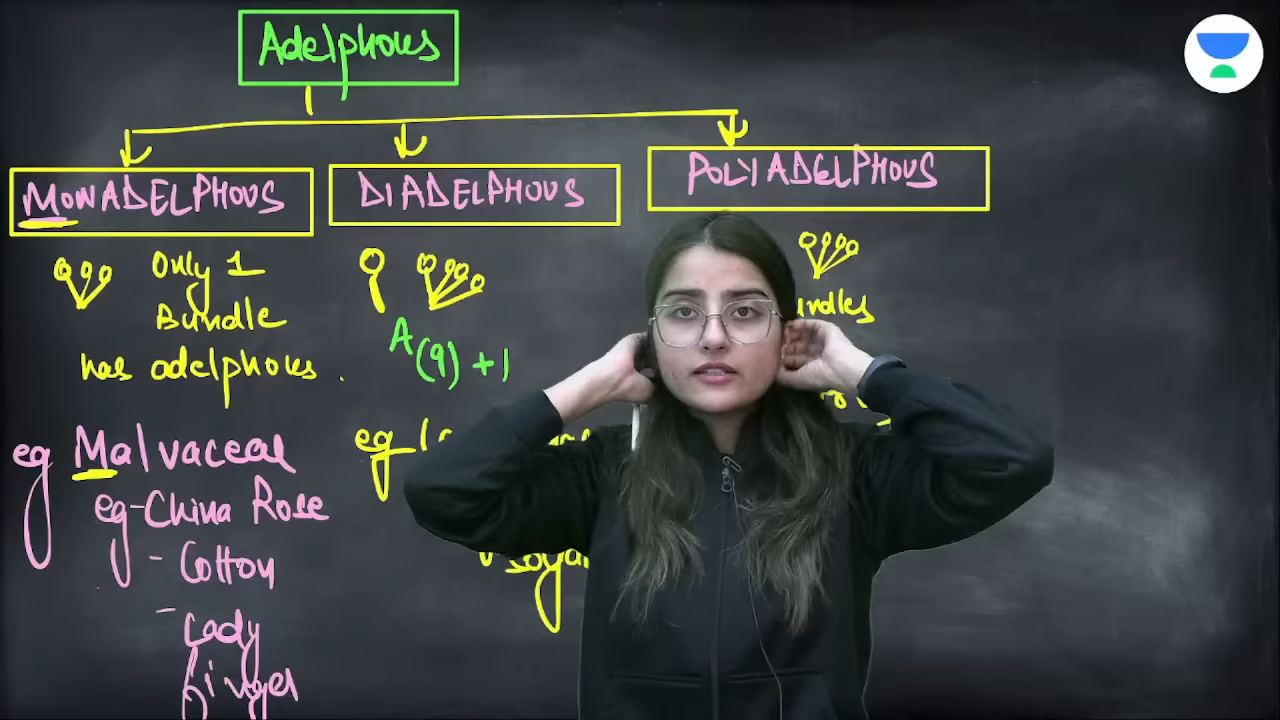 Adelphous
MONADELPHOUS
DIADELPHOUS
POLYADELPHOUS
Only 1
Bundle
has adelphous.
A(9)+1
eg Malvaceae
eg-China Rose
- Cotton
- Lady
finger
eg